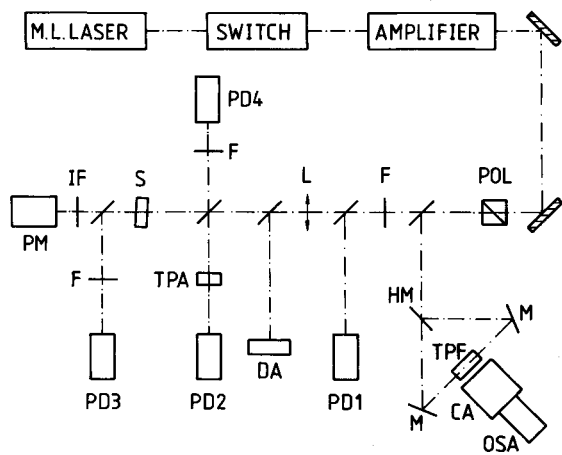 M.L.LASER SWITCH AMPLIFIER
PD4
F
IF S L F POL
PM
F TPA HM M
DA TPF
PD3 PD2 PD1 M CA
OSA